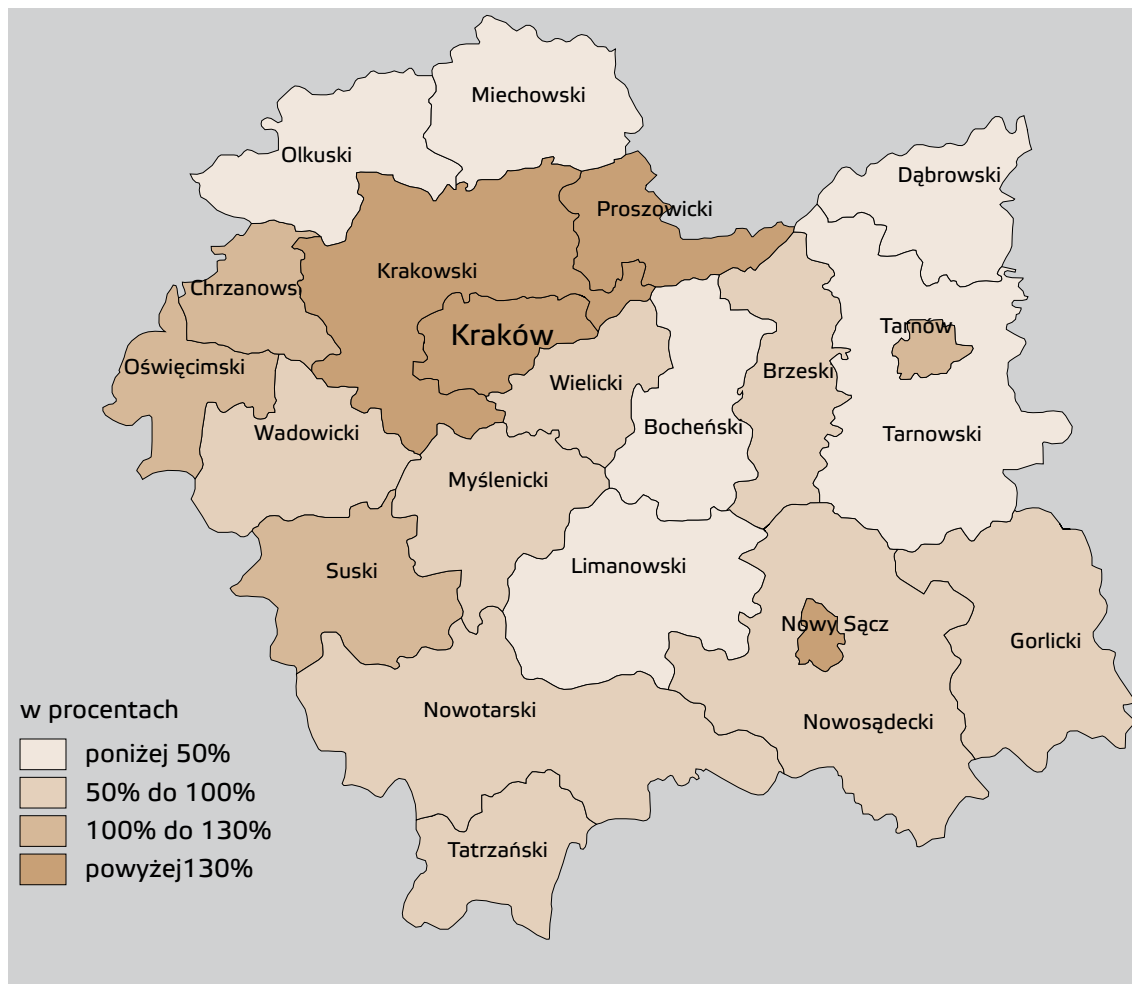 Miechowski
Olkuski
Dąbrowski
Proszowicki
Krakowski
Chrzanows
Tarnów
Kraków
Oświęcimski
Brzeski
Wielicki
Bocheński
Wadowicki
Tarnowski
Myślenicki
Limanowski
Suski
Nowy Sącz
Gorlicki
Nowotarski
Nowosądecki
Tatrzański
w procentach
poniżej 50%
50% do 100%
100% do 130%
powyżej130%